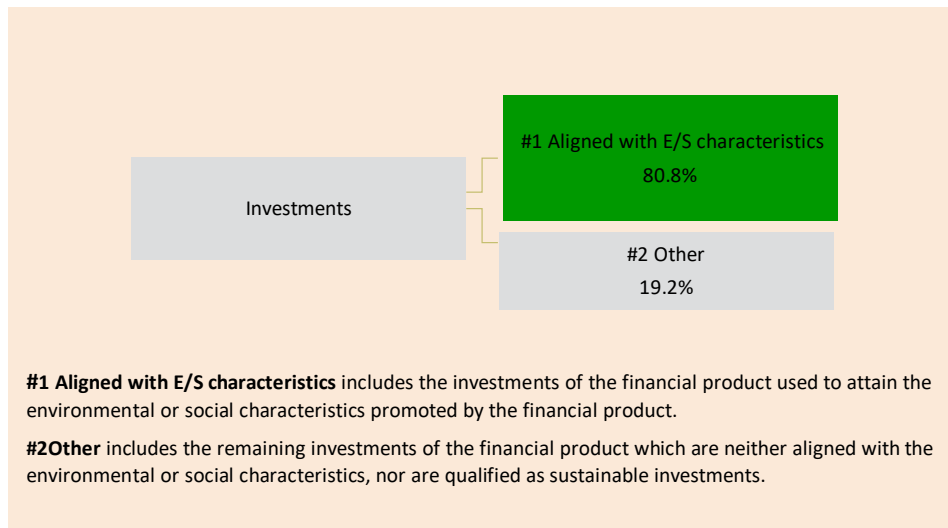 #1 Aligned with E/S characteristics
80.8%
Investments
#2 Other
19.2%
#1 Aligned with E/S characteristics includes the investments of the financial product used to attain the
environmental or social characteristics promoted by the financial product.
#2Other includes the remaining investments of the financial product which are neither aligned with the
environmental or social characteristics, nor are qualified as sustainable investments.